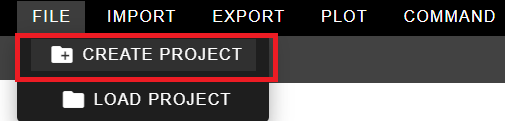 FILE IMPORT EXPORT PLOT COMMAND
CREATE PROJECT
LOAD PROJECT